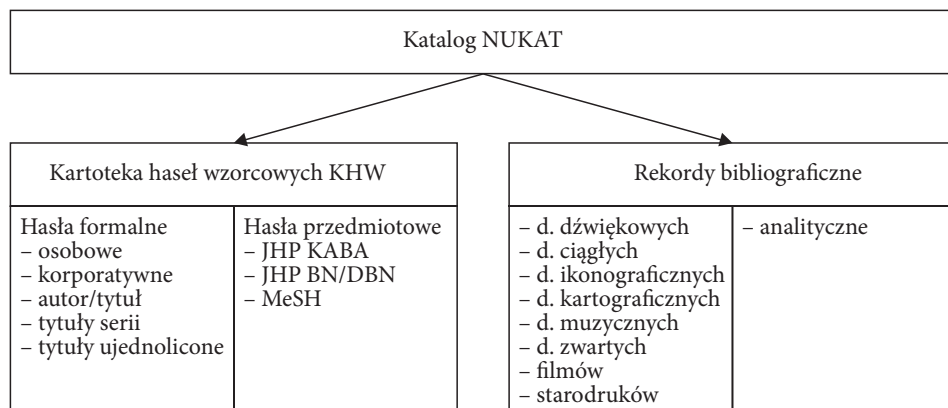 Katalog NUKAT
Kartoteka haseł wzorcowych KHW
Hasła formalne
– osobowe
– korporatywne
– autor/tytuł
– tytuły serii
– tytuły ujednolicone
Hasła przedmiotowe
– JHP KABA
– JHP BN/DBN
– MeSH
Rekordy bibliograficzne
– d. dźwiękowych
– d. ciągłych
– d. ikonograficznych
– d. kartograficznych
– d. muzycznych
– d. zwartych
– filmów
– starodruków
– analityczne